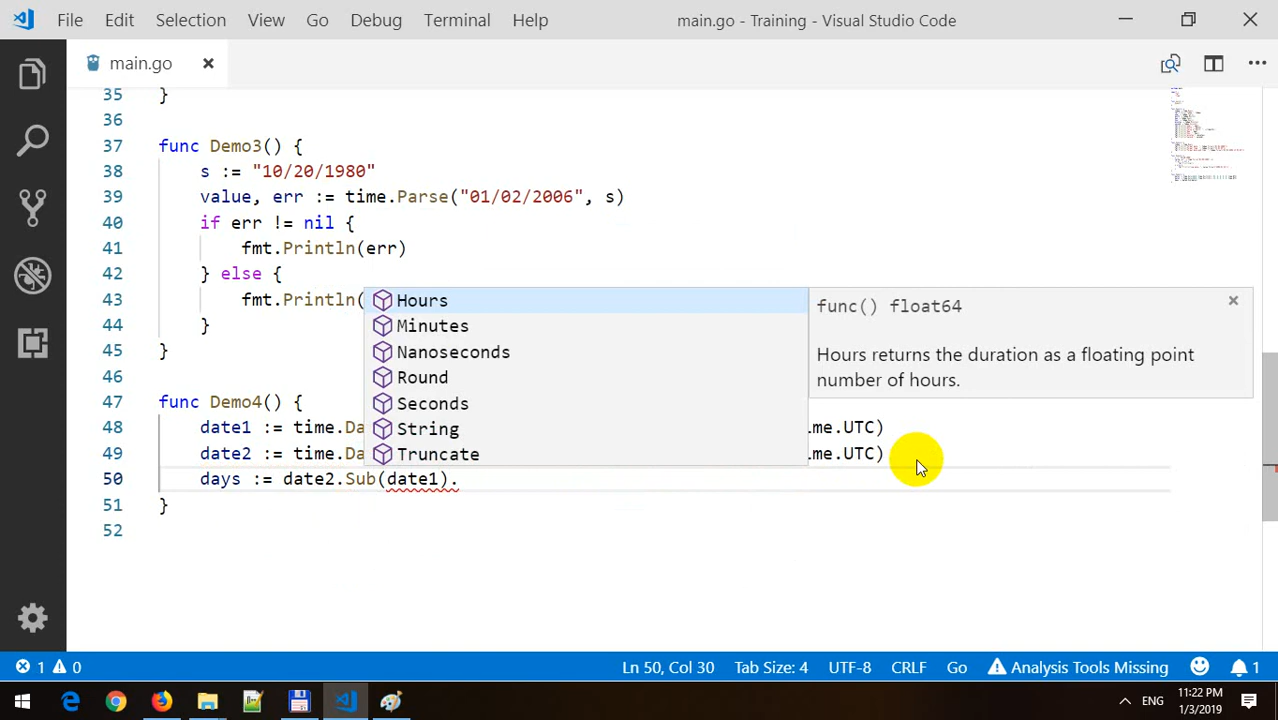 File Edit Selection View Go Debug Terminal Help main.go - Training - Visual Studio Code
main.go
35 }
36
37 func Demo3() {
38 s := "10/20/1980"
39 value, err := time.Parse("01/02/2006", s)
40 if err != nil {
41 fmt.Println(err)
42 } else {
43 fmt.Println(
44 }
45 }
46
47 func Demo4() {
48 date1 := time.Da me.UTC)
49 date2 := time.Da me.UTC)
50 days := date2.Sub(date1).
51 }
52
Hours
Minutes
Nanoseconds
Round
Seconds
String
Truncate
func() float64
Hours returns the duration as a floating point
number of hours.
1 0 Ln 50, Col 30 Tab Size: 4 UTF-8 CRLF Go Analysis Tools Missing 1
ENG
11:22 PM
1/3/2019